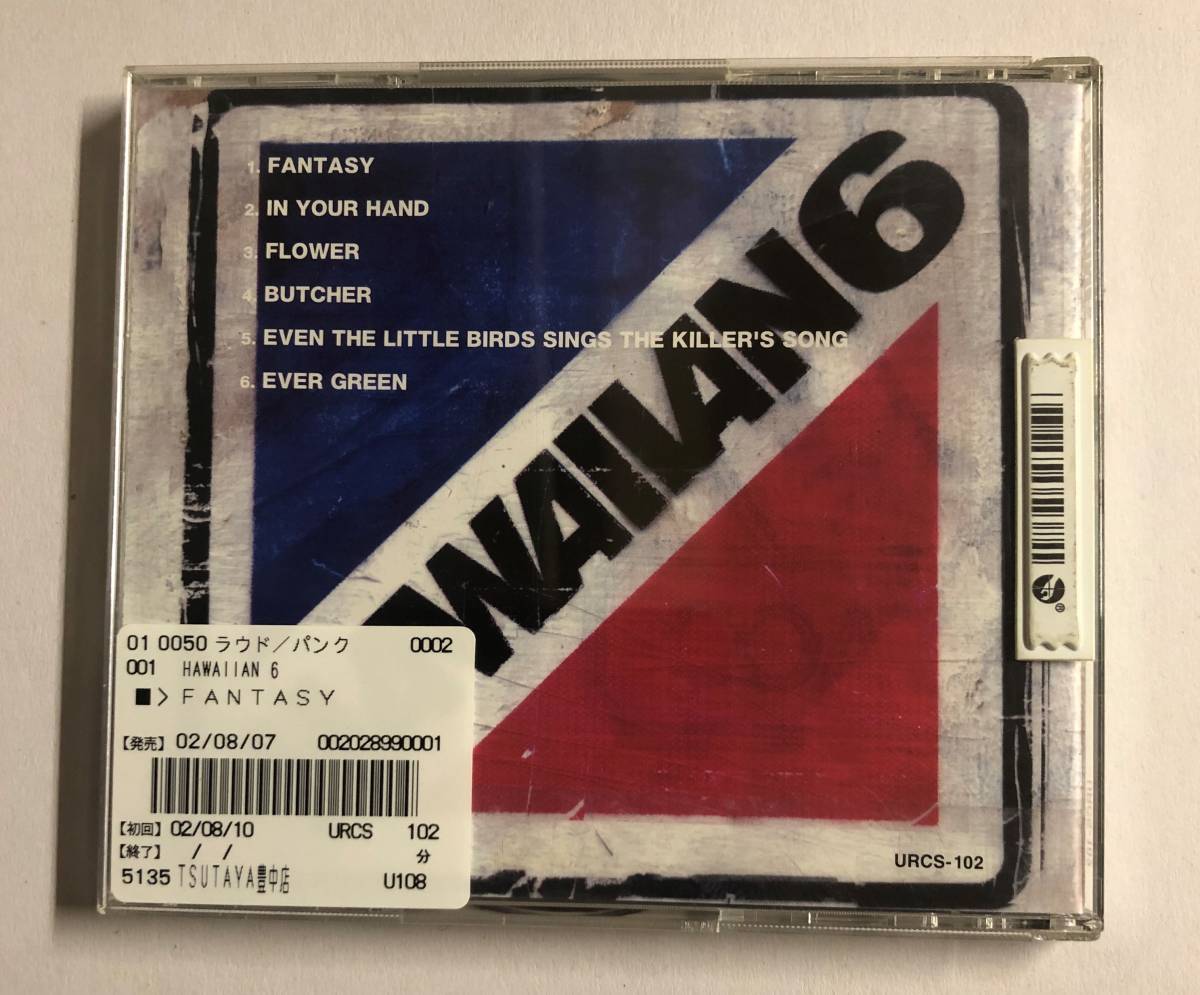 1. FANTASY
2. IN YOUR HAND
3. FLOWER
4. BUTCHER
5. EVEN THE LITTLE BIRDS SINGS THE KILLER'S SONG
6. EVER GREEN
WAIIAN6
URCS-102
01 0050 ラウド/パンク 0002
001 HAWAIIAN 6
■> FANTASY
【発売】 02/08/07 002028990001
【初回】 02/08/10 URCS 102
【終了】 / / 分
5135 TSUTAYA豊中店 U108